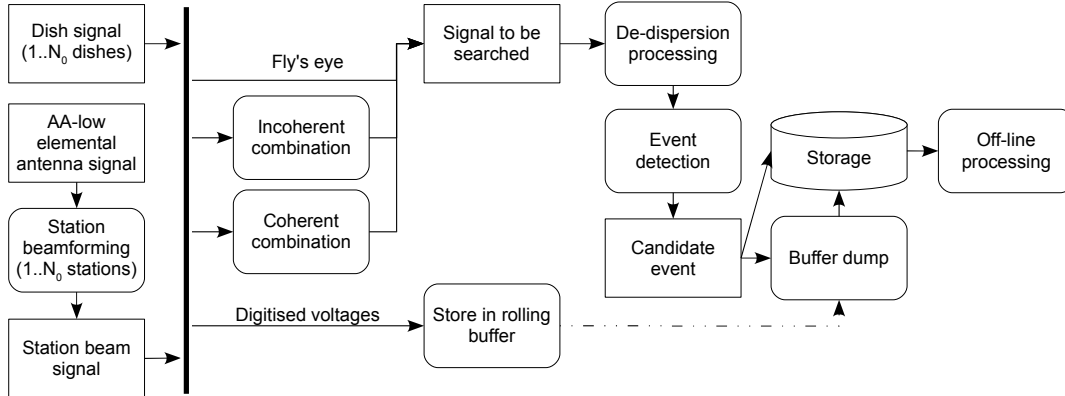 Dish signal
(1..N₀ dishes)
AA-low
elemental
antenna signal
Station
beamforming
(1..N₀ stations)
Station beam
signal
Fly's eye
Incoherent
combination
Coherent
combination
Digitised voltages
Signal to be
searched
Store in rolling
buffer
De-dispersion
processing
Event
detection
Candidate
event
Storage
Buffer dump
Off-line
processing